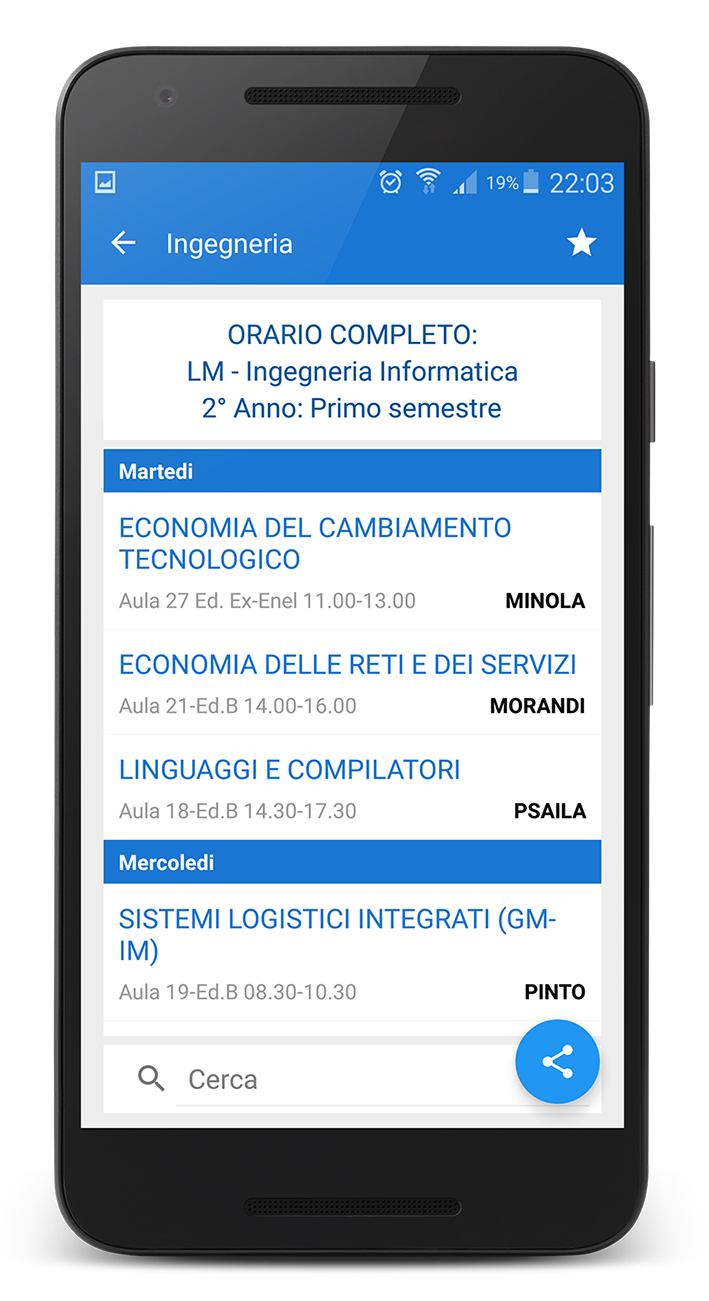 19% 22:03
Ingegneria
ORARIO COMPLETO:
LM - Ingegneria Informatica
2° Anno: Primo semestre
Martedi
ECONOMIA DEL CAMBIAMENTO
TECNOLOGICO
Aula 27 Ed. Ex-Enel 11.00-13.00 MINOLA
ECONOMIA DELLE RETI E DEI SERVIZI
Aula 21-Ed.B 14.00-16.00 MORANDI
LINGUAGGI E COMPILATORI
Aula 18-Ed.B 14.30-17.30 PSAILA
Mercoledi
SISTEMI LOGISTICI INTEGRATI (GM-
IM)
Aula 19-Ed.B 08.30-10.30 PINTO
Cerca